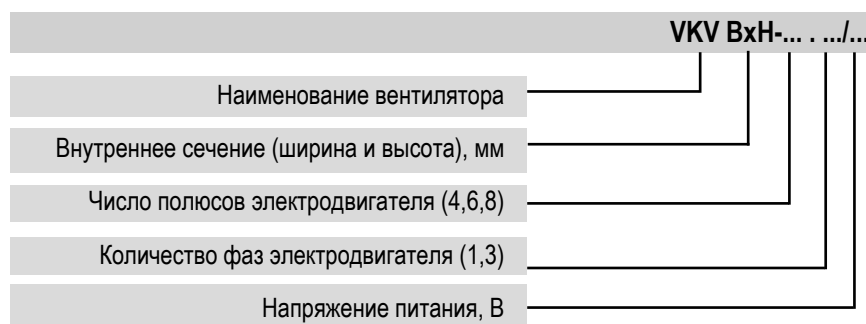 VKV BxH-... . .../...
Наименование вентилятора
Внутреннее сечение (ширина и высота), мм
Число полюсов электродвигателя (4,6,8)
Количество фаз электродвигателя (1,3)
Напряжение питания, В